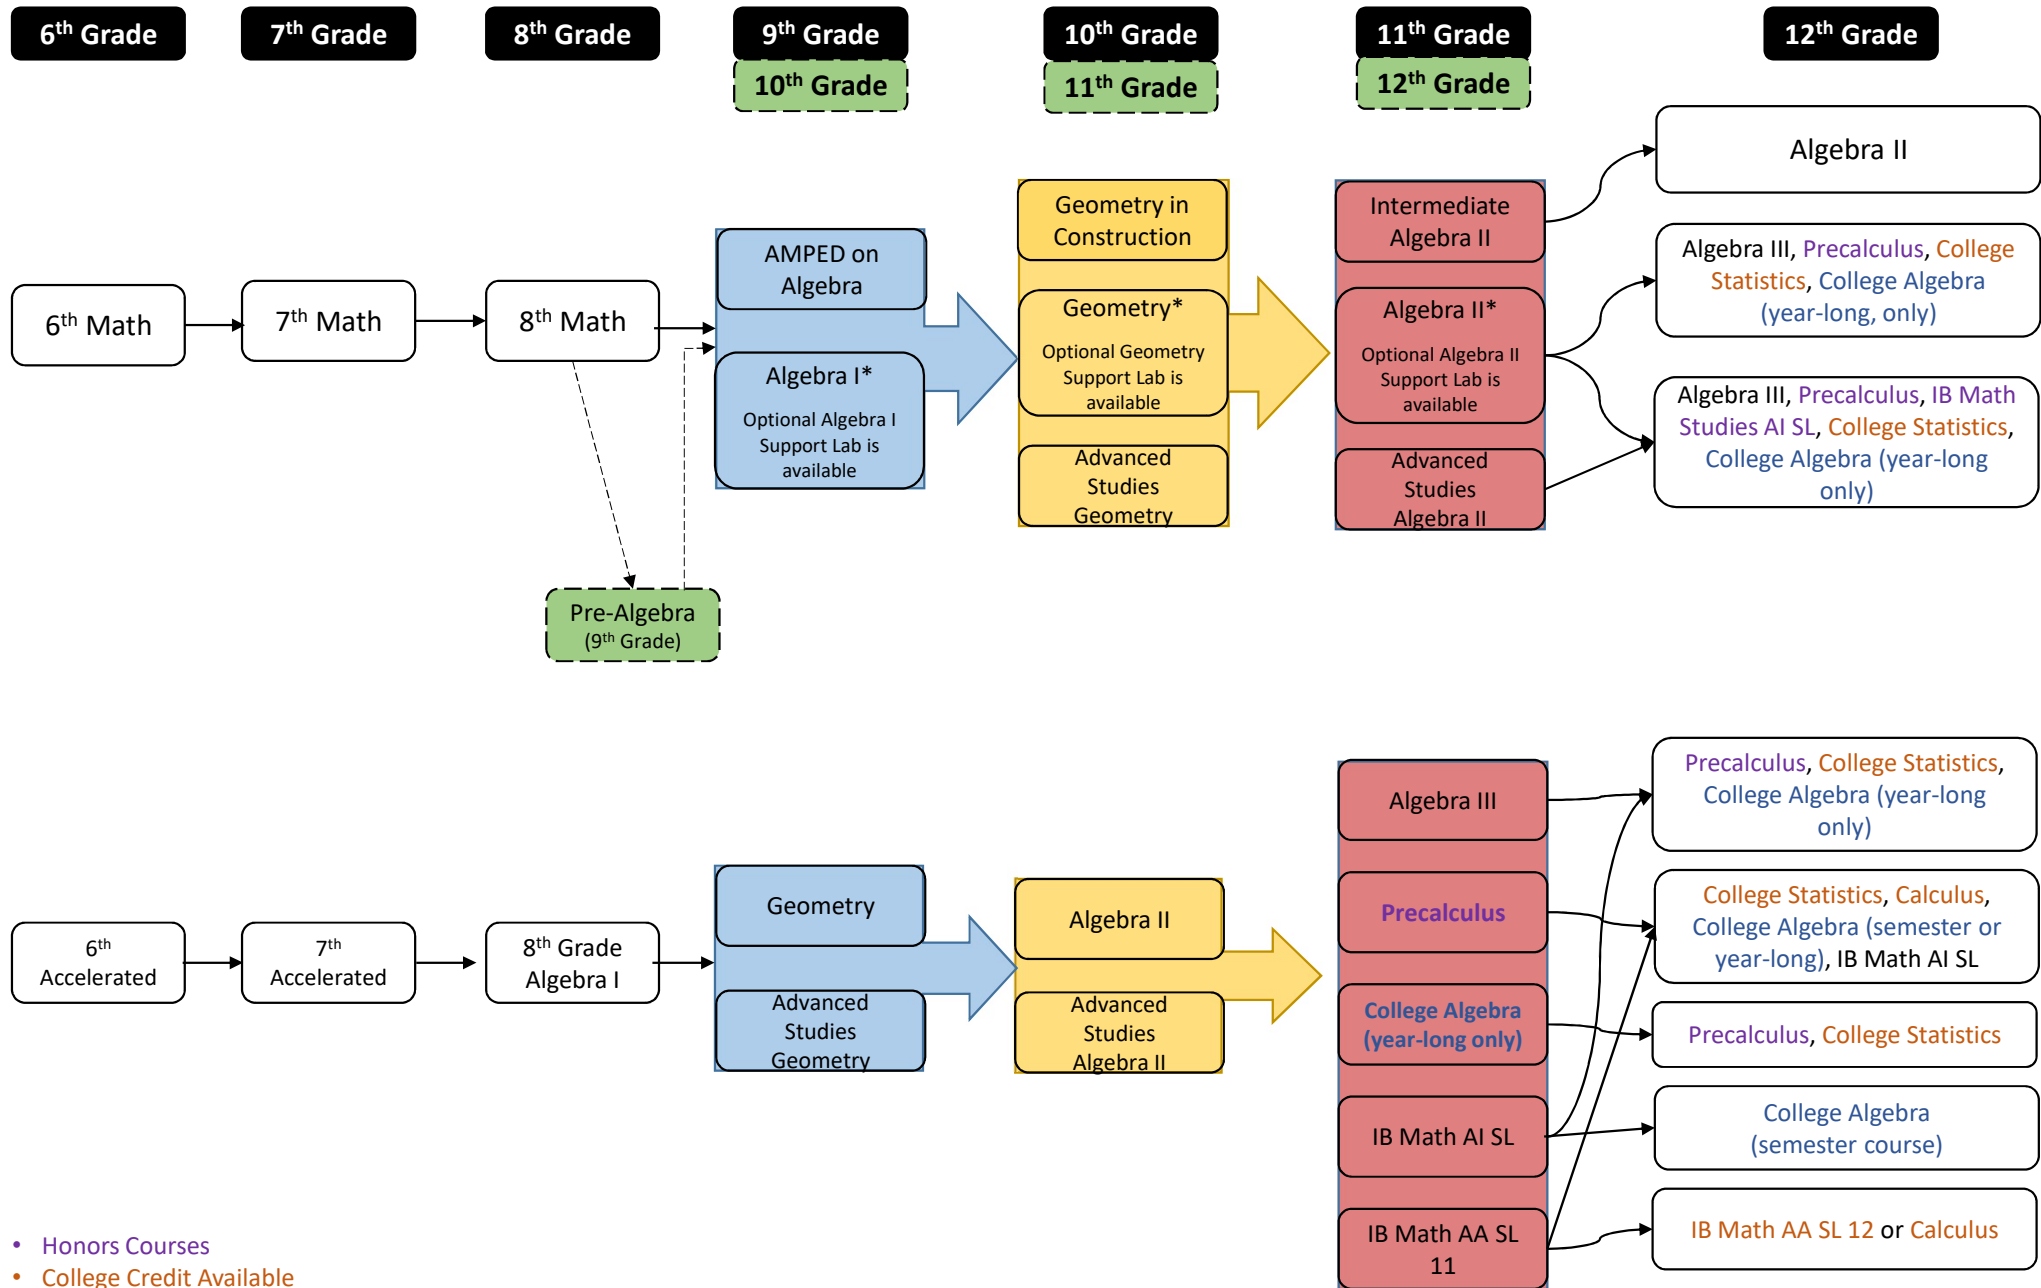 6th Grade
7th Grade
8th Grade
9th Grade
10th Grade
11th Grade
12th Grade
10th Grade
11th Grade
12th Grade
6th Math
7th Math
8th Math
Pre-Algebra
(9th Grade)
AMPED on
Algebra
Algebra I*
Optional Algebra I
Support Lab is
available
Geometry in
Construction
Geometry*
Optional Geometry
Support Lab is
available
Advanced
Studies
Geometry
Intermediate
Algebra II
Algebra II*
Optional Algebra II
Support Lab is
available
Advanced
Studies
Algebra II
Algebra II
Algebra III, Precalculus, College
Statistics, College Algebra
(year-long, only)
Algebra III, Precalculus, IB Math
Studies AI SL, College Statistics,
College Algebra (year-long
only)
6th
Accelerated
7th
Accelerated
8th Grade
Algebra I
Geometry
Advanced
Studies
Geometry
Algebra II
Advanced
Studies
Algebra II
Algebra III
Precalculus
College Algebra
(year-long only)
IB Math AI SL
IB Math AA SL
11
Precalculus, College Statistics,
College Algebra (year-long
only)
College Statistics, Calculus,
College Algebra (semester or
year-long), IB Math AI SL
Precalculus, College Statistics
College Algebra
(semester course)
IB Math AA SL 12 or Calculus
• Honors Courses
• College Credit Available